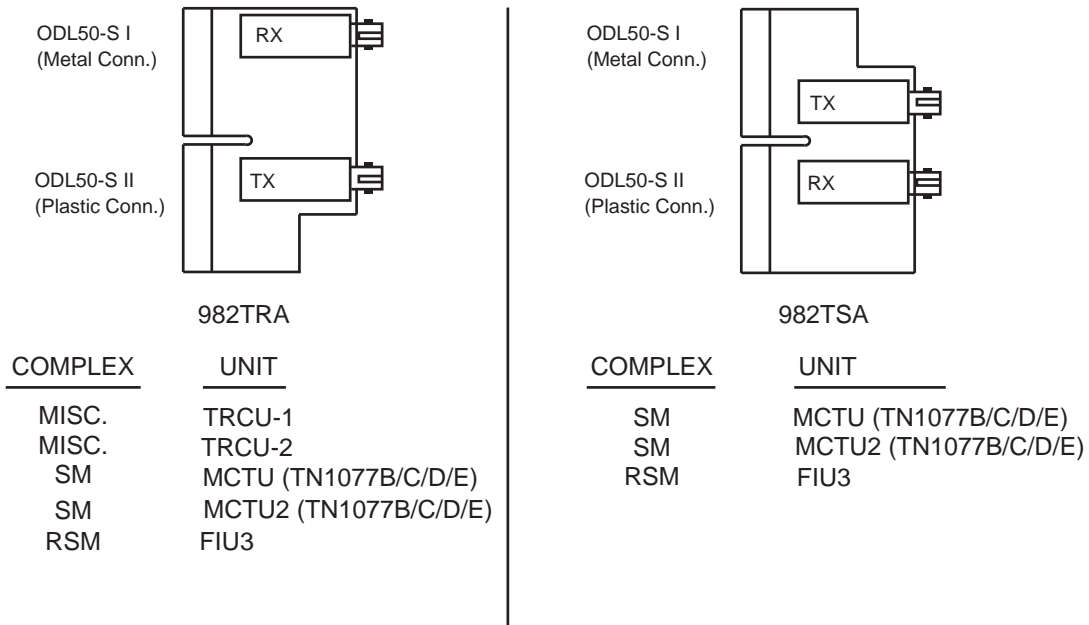 ODL50-S I
(Metal Conn.)
RX
ODL50-S II
(Plastic Conn.)
TX
982TRA
COMPLEX UNIT
MISC. TRCU-1
MISC. TRCU-2
SM MCTU (TN1077B/C/D/E)
SM MCTU2 (TN1077B/C/D/E)
RSM FIU3
ODL50-S I
(Metal Conn.)
TX
ODL50-S II
(Plastic Conn.)
RX
982TSA
COMPLEX UNIT
SM MCTU (TN1077B/C/D/E)
SM MCTU2 (TN1077B/C/D/E)
RSM FIU3